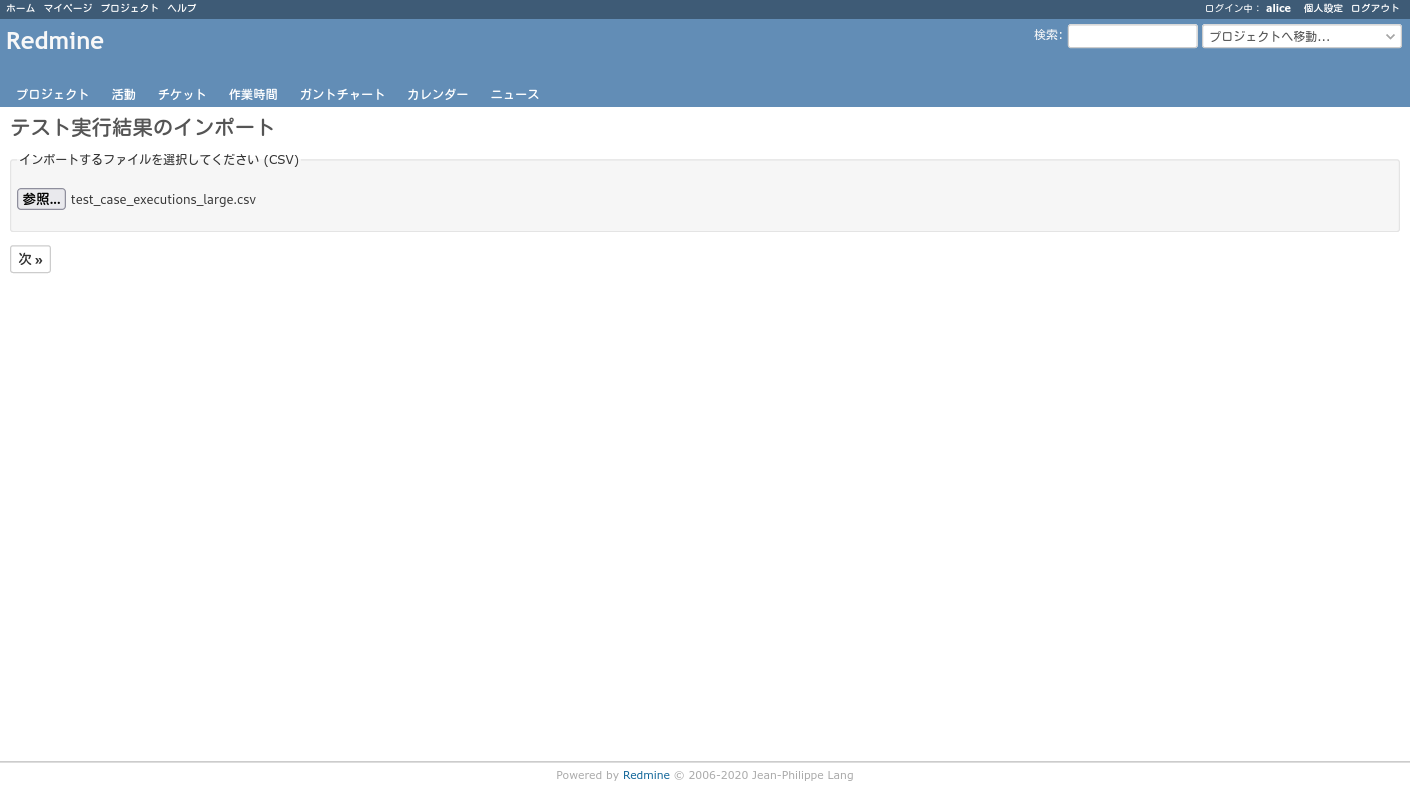 ホーム マイページ プロジェクト ヘルプ ログイン中： alice 個人設定 ログアウト
Redmine 検索: プロジェクトへ移動...
プロジェクト 活動 チケット 作業時間 ガントチャート カレンダー ニュース
テスト実行結果のインポート
インポートするファイルを選択してください (CSV)
参照... test_case_executions_large.csv
次 »
Powered by Redmine © 2006-2020 Jean-Philippe Lang